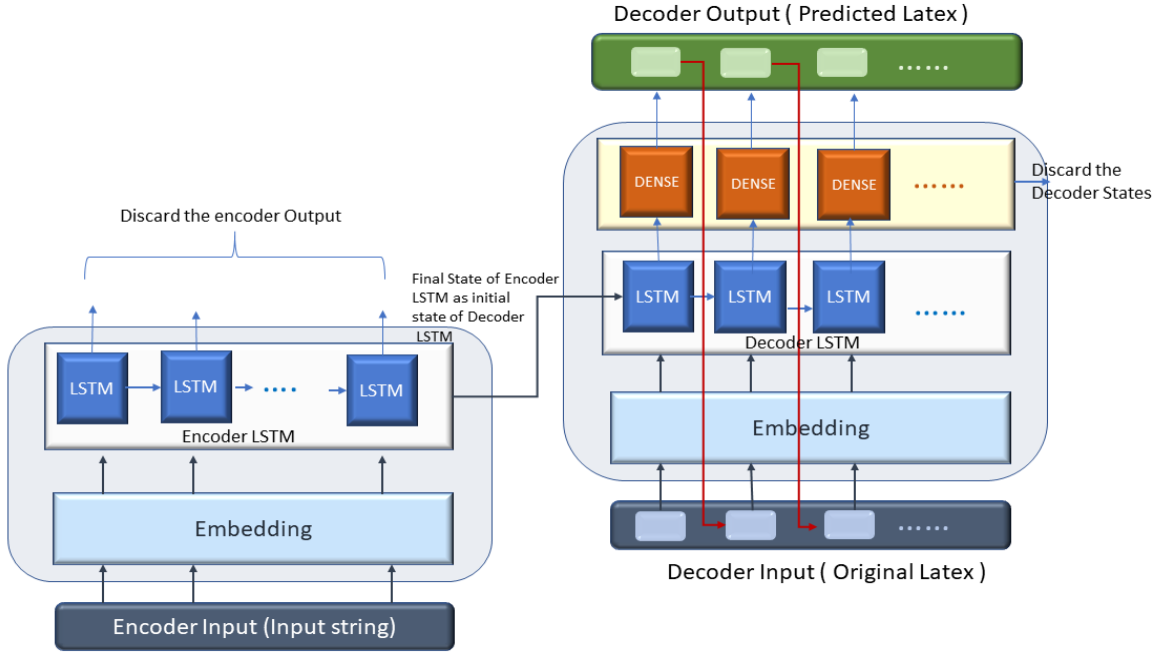 Decoder Output ( Predicted Latex )
DENSE
DENSE
DENSE
......
Discard the
Decoder States
Discard the encoder Output
Final State of Encoder
LSTM as initial
state of Decoder
LSTM
LSTM
LSTM
LSTM
......
Decoder LSTM
LSTM
LSTM
....
LSTM
Encoder LSTM
Embedding
Embedding
Decoder Input ( Original Latex )
Encoder Input (Input string)